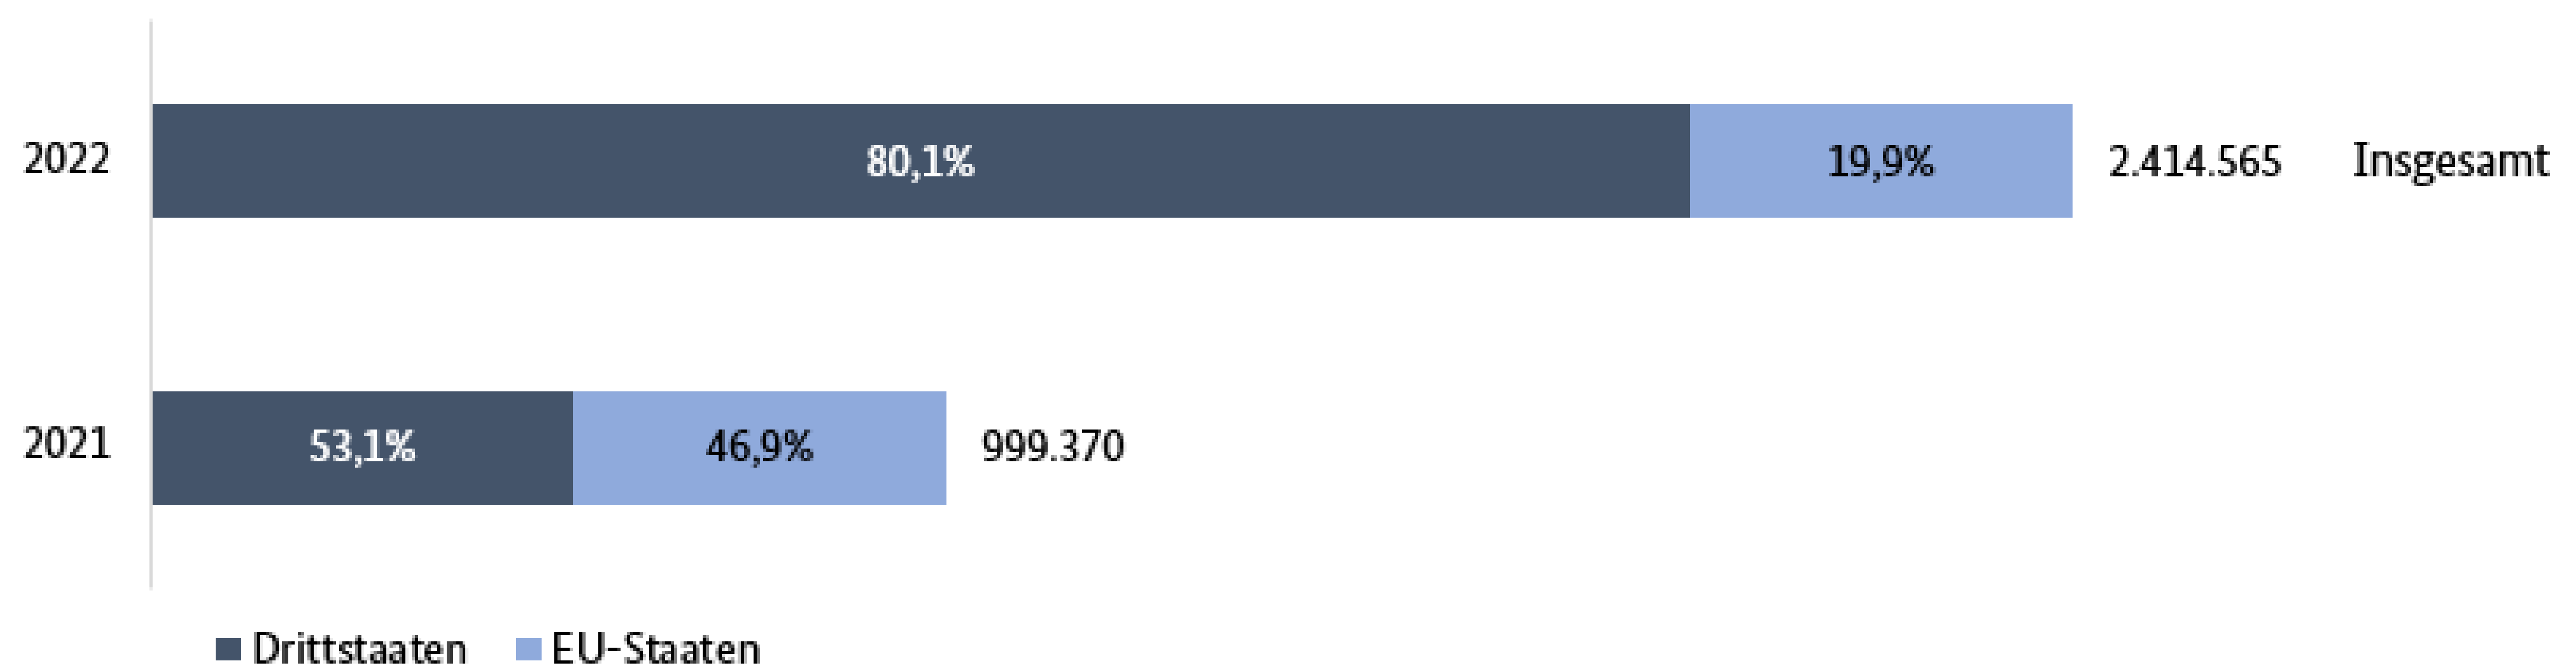 2022 80,1% 19,9% 2.414.565 Insgesamt
2021 53,1% 46,9% 999.370
Drittstaaten EU-Staaten